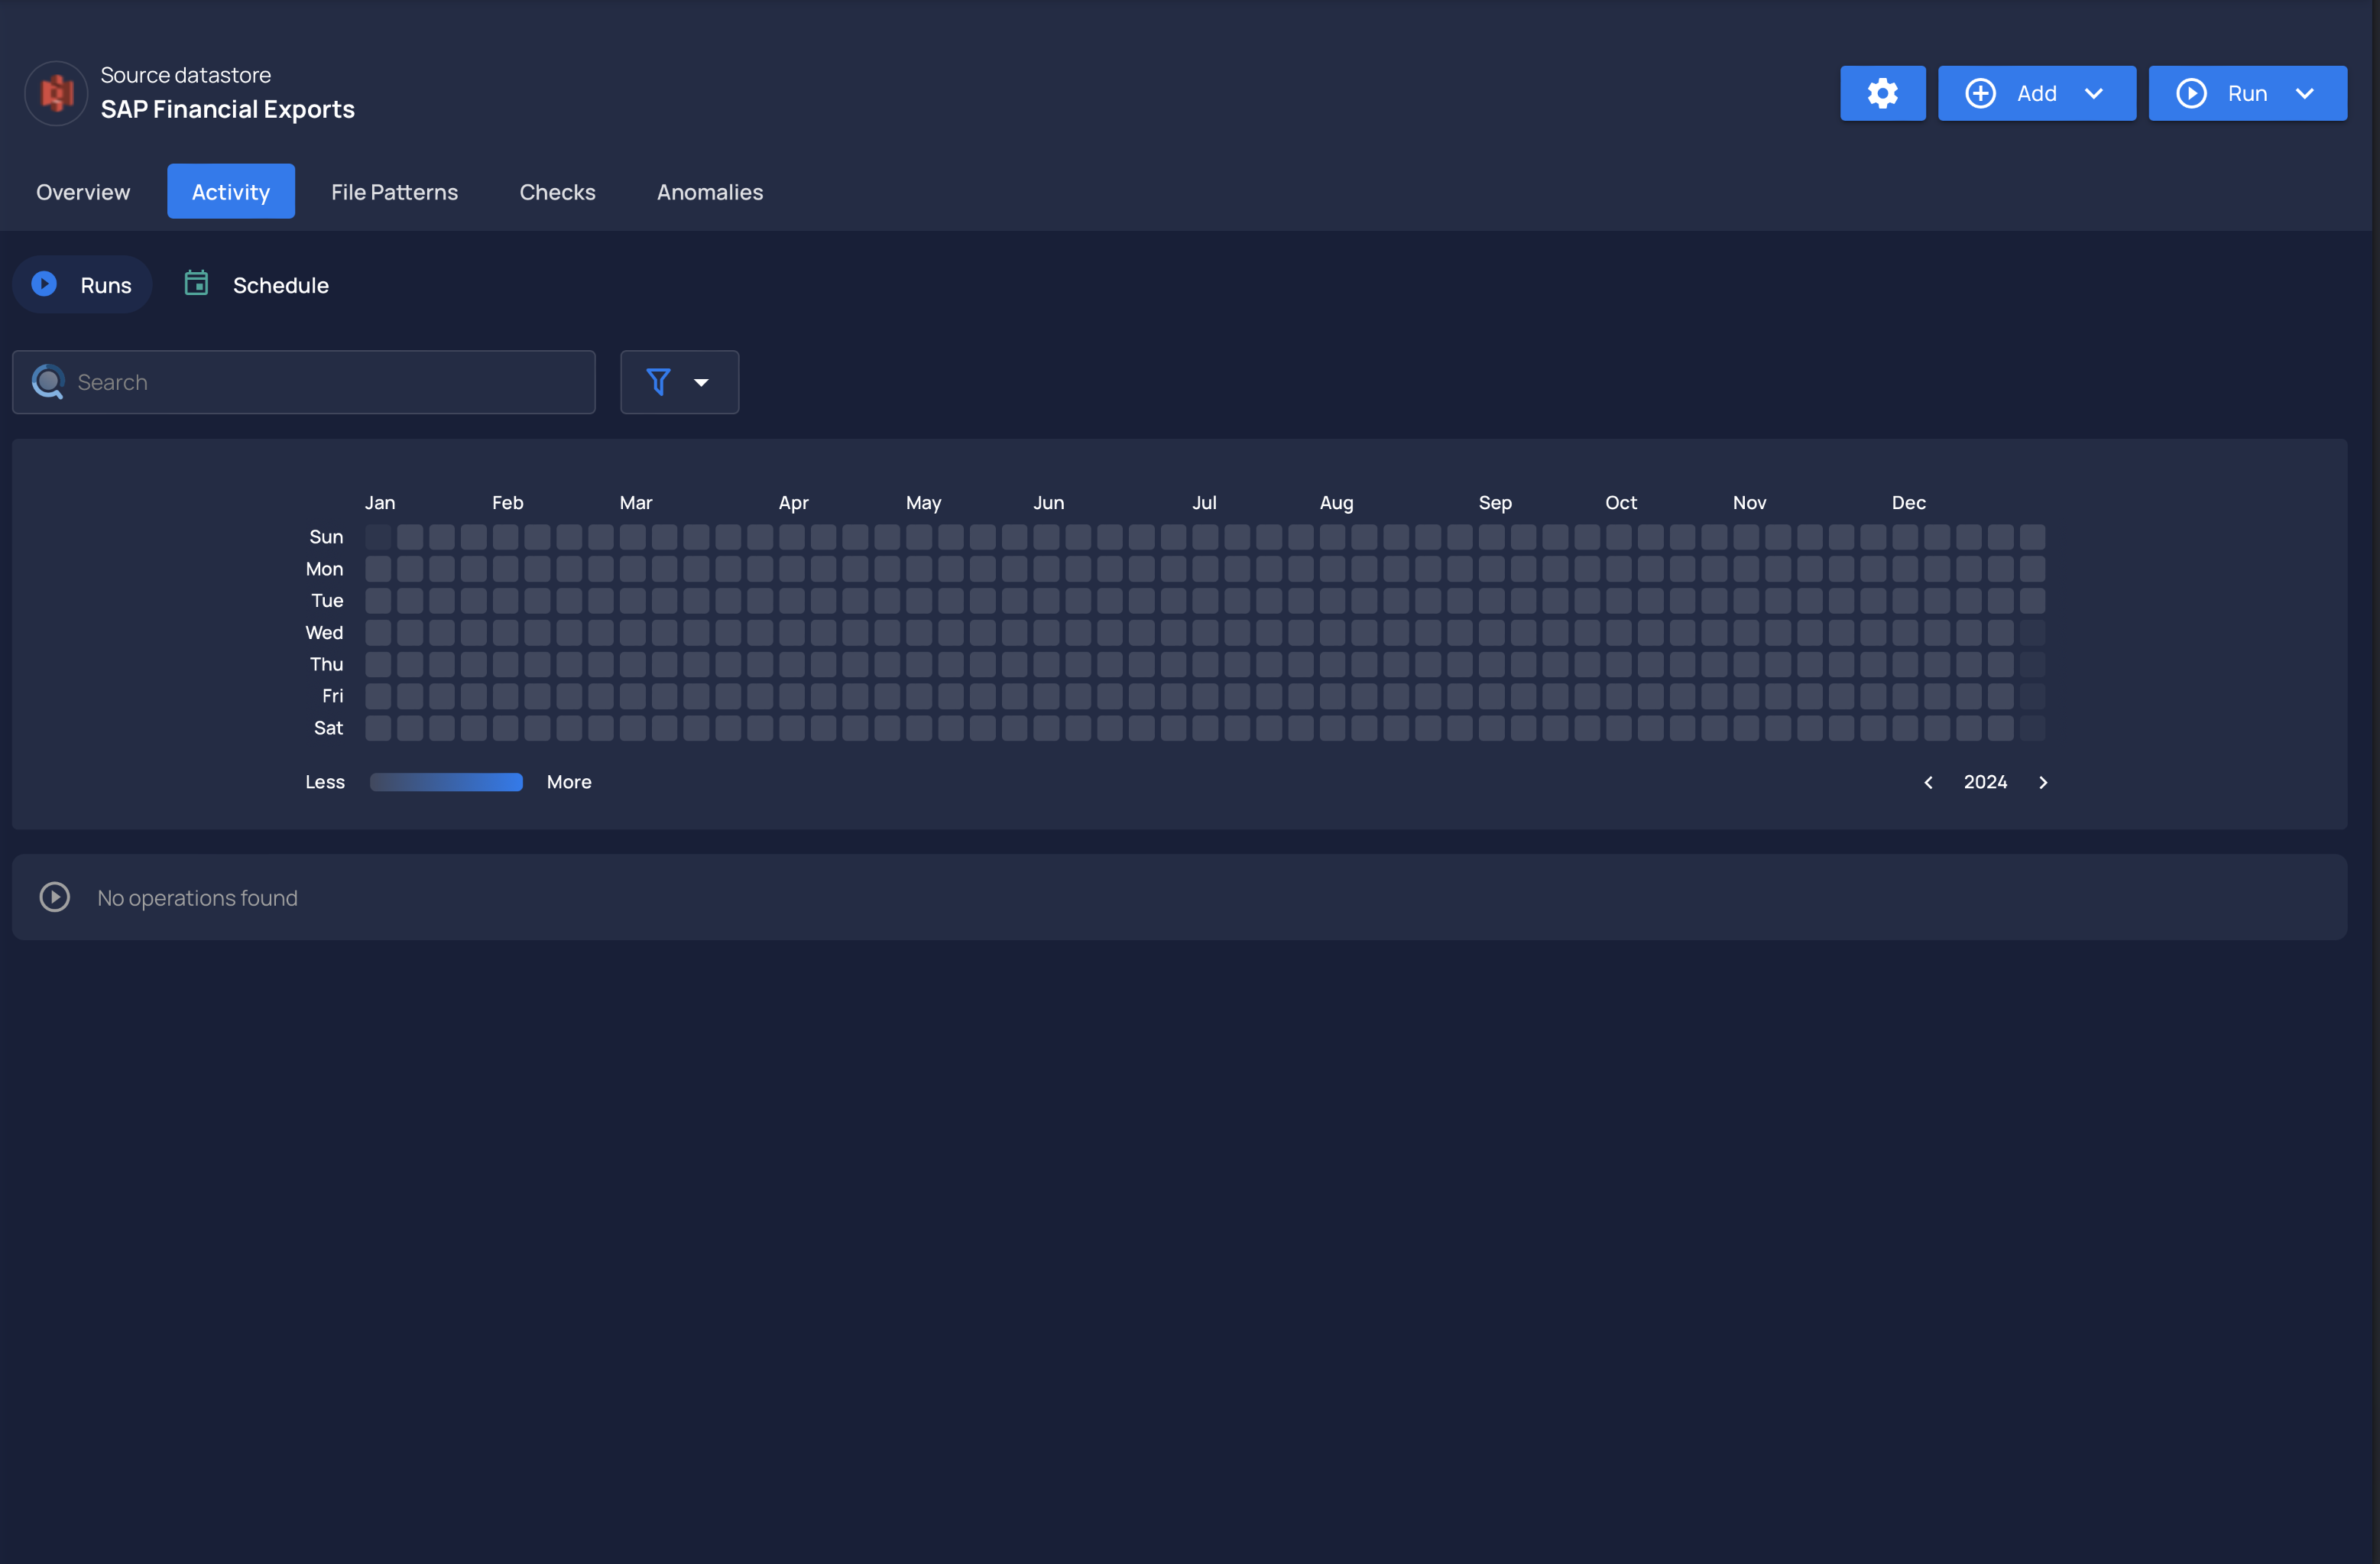 Source datastore
SAP Financial Exports
Add
Run
Overview
Activity
File Patterns
Checks
Anomalies
Runs
Schedule
Search
Jan Feb Mar Apr May Jun Jul Aug Sep Oct Nov Dec
Sun
Mon
Tue
Wed
Thu
Fri
Sat
Less
More
2024
No operations found